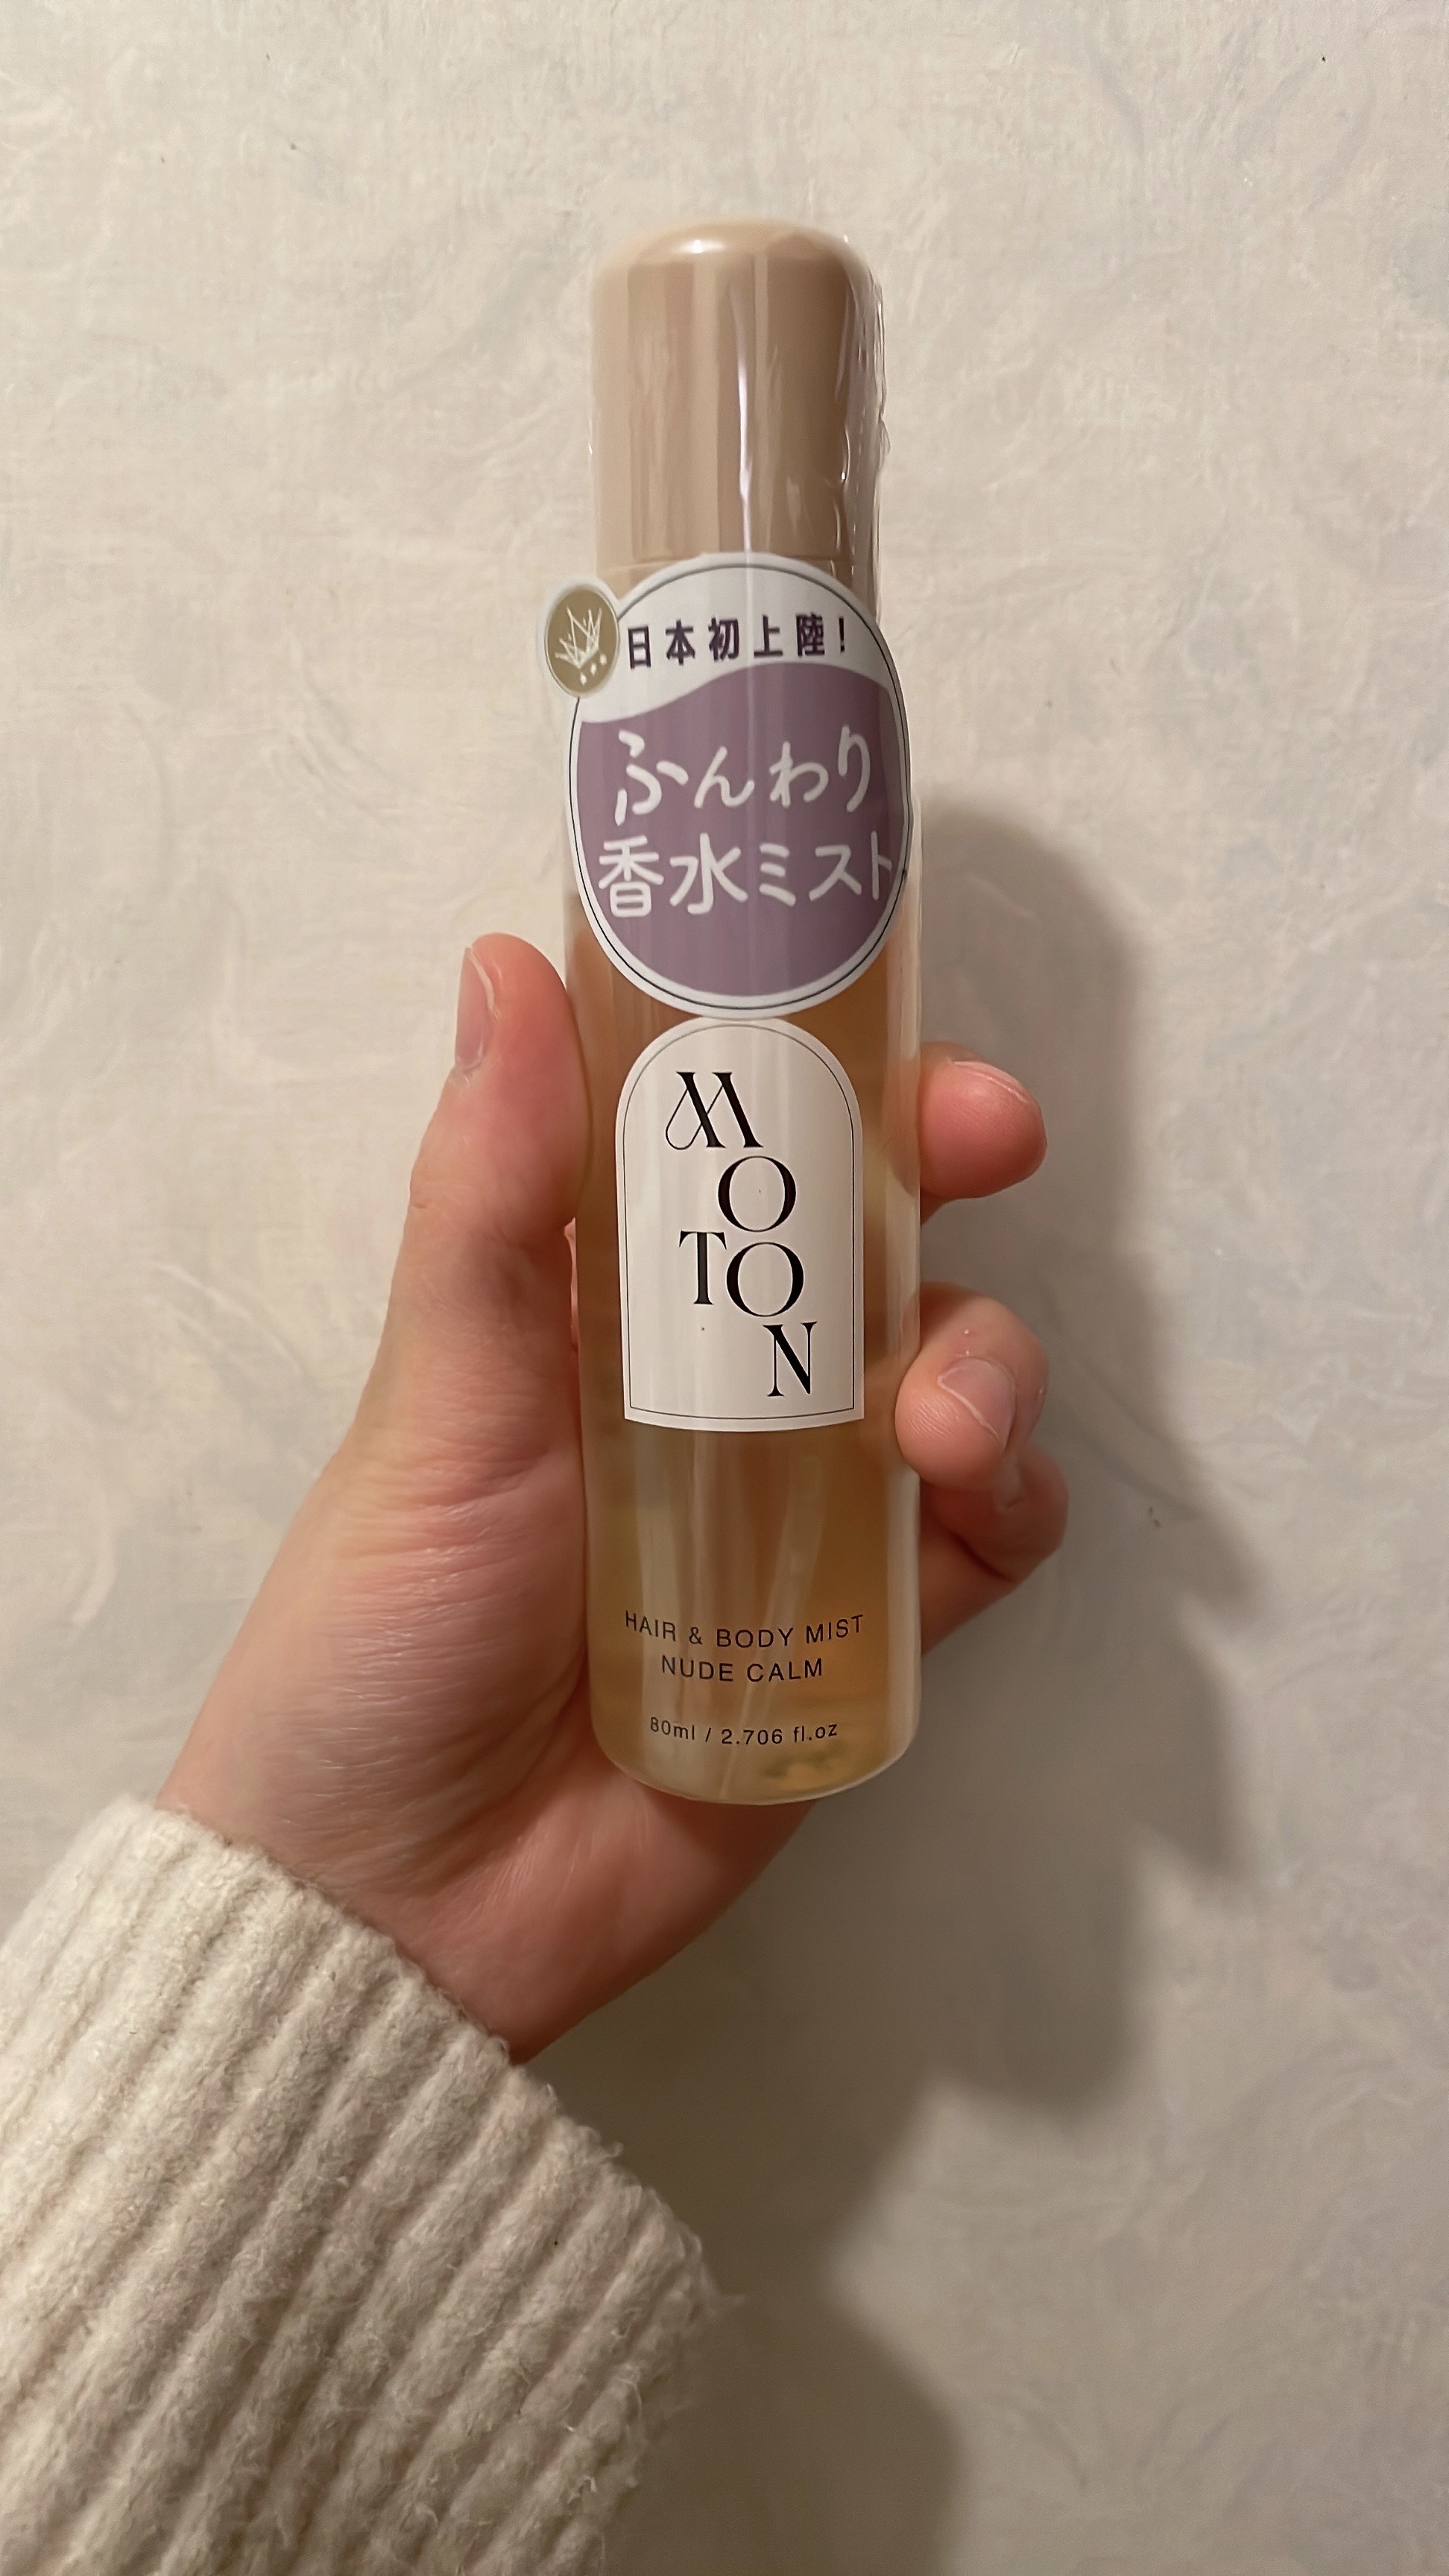 日本初上陸!
ふんわり
香水ミスト
M
O
TO
N
HAIR & BODY MIST
NUDE CALM
80ml / 2.706 fl.oz